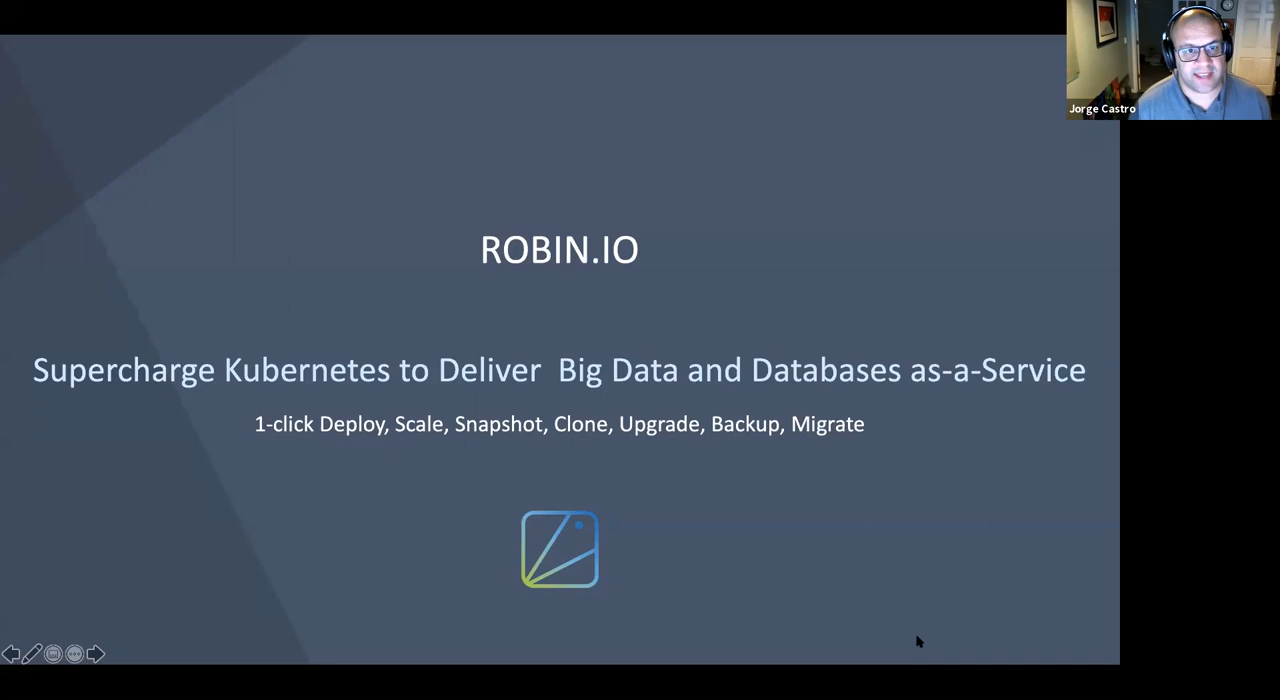 Jorge Castro
ROBIN.IO
Supercharge Kubernetes to Deliver  Big Data and Databases as-a-Service
1-click Deploy, Scale, Snapshot, Clone, Upgrade, Backup, Migrate